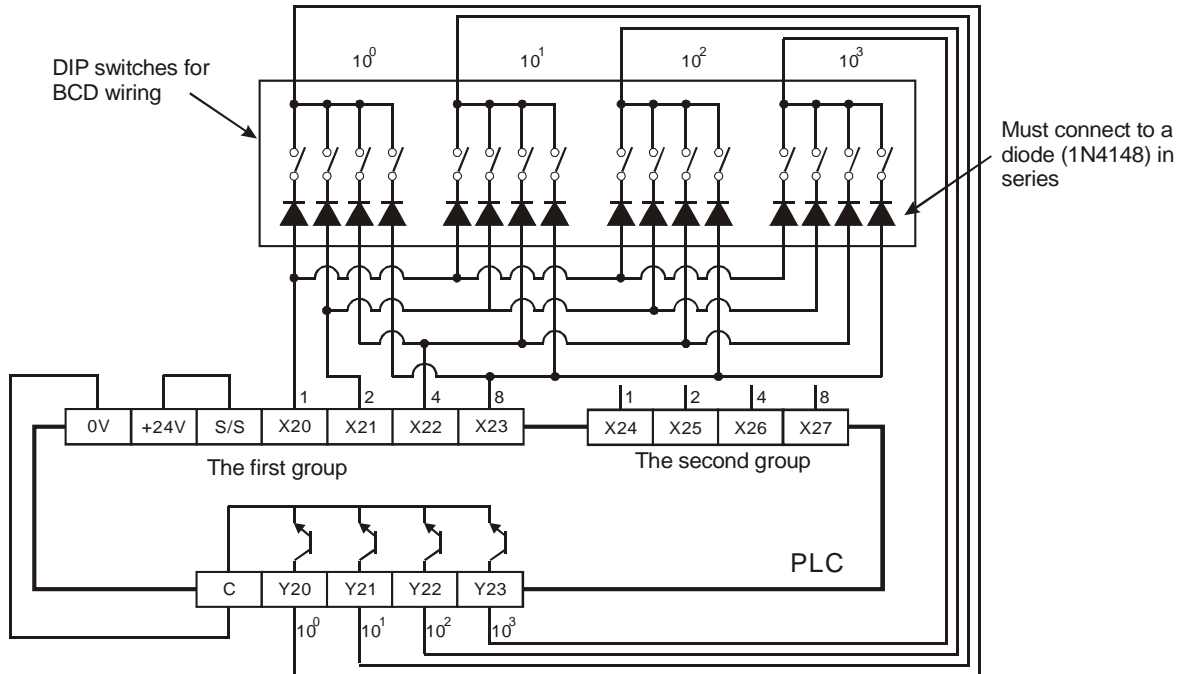 10⁰ 10¹ 10² 10³
DIP switches for
BCD wiring
Must connect to a
diode (1N4148) in
series
1 2 4 8 1 2 4 8
0V +24V S/S X20 X21 X22 X23 X24 X25 X26 X27
The first group
The second group
PLC
C Y20 Y21 Y22 Y23
10⁰ 10¹ 10² 10³